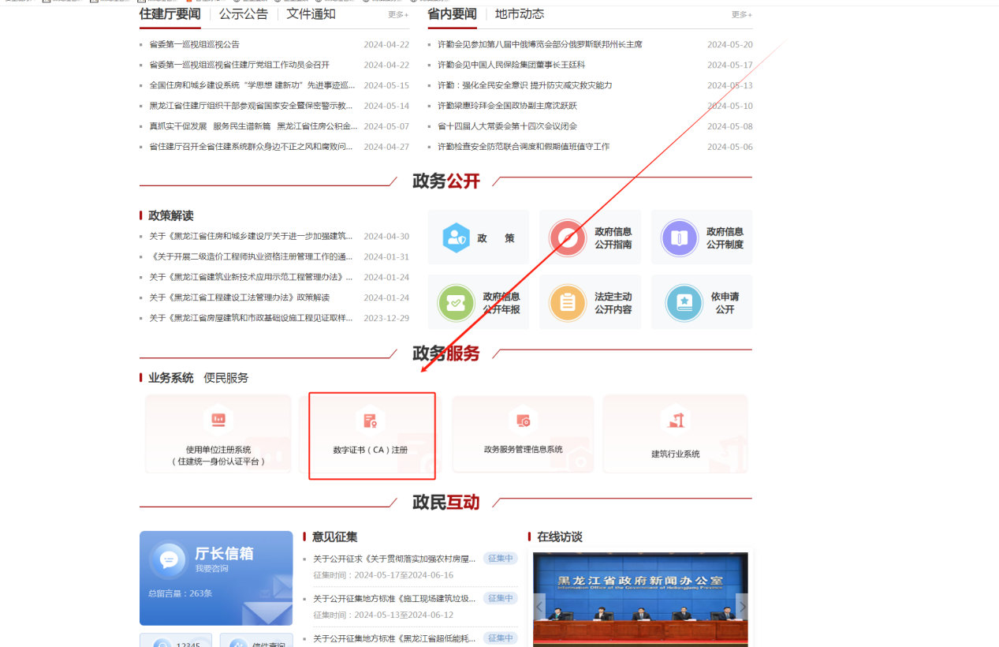 住建厅要闻 公示公告 文件通知 更多+
省委第一巡视组巡视公告 2024-04-22
省委第一巡视组巡视省住建厅党组工作动员会召开 2024-04-22
全国住房和城乡建设系统“学思想 建新功”先进事迹巡... 2024-05-15
黑龙江省住建厅组织干部参观省国家安全暨保密警示教... 2024-05-14
真抓实干促发展 服务民生谱新篇 黑龙江省住房公积金... 2024-05-07
省住建厅召开全省住建系统群众身边不正之风和腐败问... 2024-04-27
省内要闻 地市动态 更多+
许勤会见参加第八届中俄博览会部分俄罗斯联邦州长主席 2024-05-20
许勤会见中国人民保险集团董事长王廷科 2024-05-17
许勤：强化全民安全意识 提升防灾减灾救灾能力 2024-05-13
许勤梁惠玲拜会全国政协副主席沈跃跃 2024-05-10
省十四届人大常委会第十四次会议闭会 2024-05-08
许勤检查安全防范联合调度和假期值班值守工作 2024-05-06
政务公开
政策解读
关于《黑龙江省住房和城乡建设厅关于进一步加强建筑... 2024-04-30
《关于开展二级造价工程师执业资格注册管理工作的通... 2024-01-31
关于《黑龙江省建筑业新技术应用示范工程管理办法》... 2024-01-24
关于《黑龙江省工程建设工法管理办法》政策解读 2024-01-24
关于《黑龙江省房屋建筑和市政基础设施工程见证取样... 2023-12-29
政 策
政府信息
公开指南
政府信息
公开制度
政府信息
公开年报
法定主动
公开内容
依申请
公开
政务服务
业务系统 便民服务
使用单位注册系统
（住建统一身份认证平台）
数字证书（CA）注册
政务服务管理信息系统
建筑行业系统
政民互动
厅长信箱
我要咨询
总留言量：263条
12345
信件查询
意见征集
关于公开征求《关于贯彻落实加强农村房屋... 征集中
征集时间：2024-05-17至2024-06-16
关于公开征集地方标准《施工现场建筑垃圾... 征集中
征集时间：2024-05-13至2024-06-12
关于公开征集地方标准《黑龙江省超低能耗... 征集中
在线访谈
黑龙江省政府新闻办公室
Information Office of the Government of Heilongjiang Province